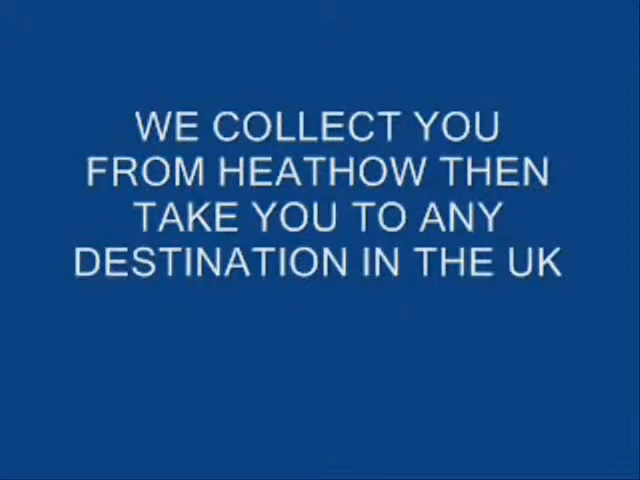 WE COLLECT YOU
FROM HEATHOW THEN
TAKE YOU TO ANY
DESTINATION IN THE UK